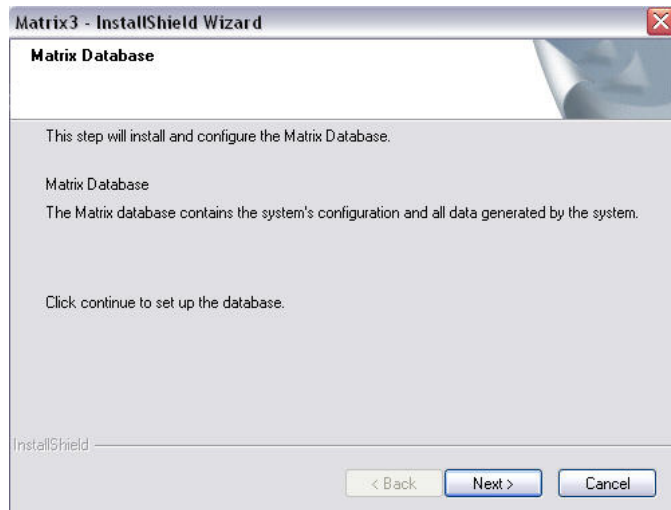 Matrix3 - InstallShield Wizard
Matrix Database
This step will install and configure the Matrix Database.
Matrix Database
The Matrix database contains the system's configuration and all data generated by the system.
Click continue to set up the database.
InstallShield
< Back Next > Cancel